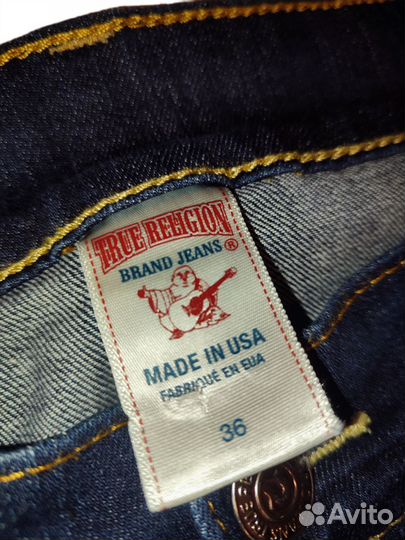 TRUE RELIGION
BRAND JEANS®
MADE IN USA
FABRIQUÉ EN EUA
36
Avito